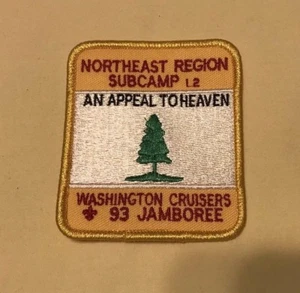 NORTHEAST REGION
SUBCAMP 1.2
AN APPEAL TO HEAVEN
WASHINGTON CRUISERS
93 JAMBOREE